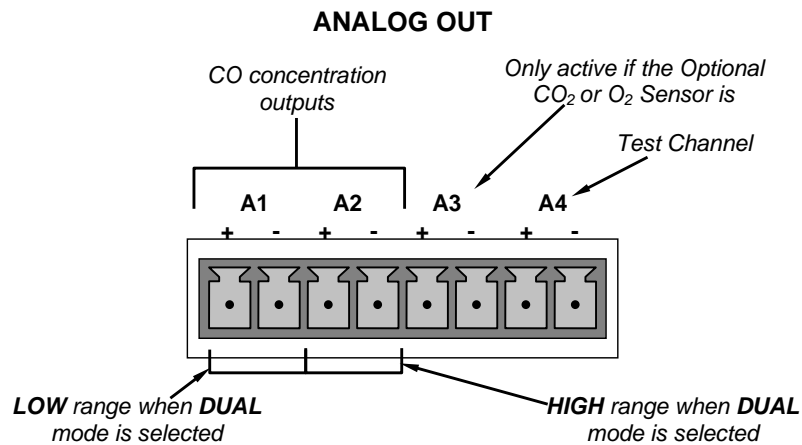 ANALOG OUT
CO concentration
outputs
Only active if the Optional
CO2 or O2 Sensor is
Test Channel
A1 A2 A3 A4
+ - + - + - + -
LOW range when DUAL
mode is selected
HIGH range when DUAL
mode is selected